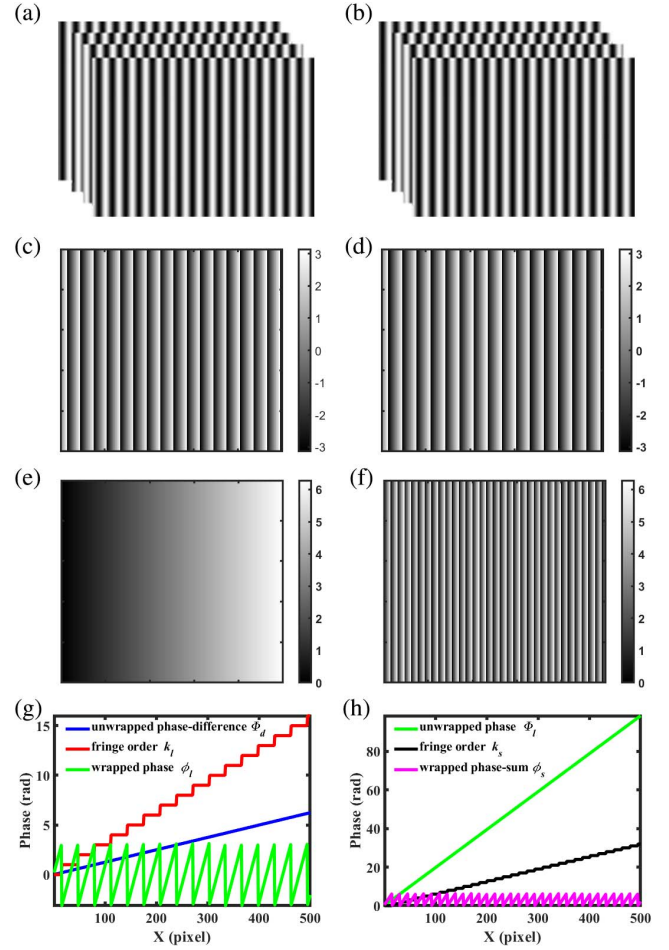 (a) (b)
(c) (d)
3 3
2 2
1 1
0 0
-1 -1
-2 -2
-3 -3
(e) (f)
6 6
5 5
4 4
3 3
2 2
1 1
0 0
(g) (h)
unwrapped phase-difference Φd
fringe order kl
wrapped phase ϕl
15
10
5
0
Phase (rad)
100 200 300 400 500
X (pixel)
unwrapped phase Φl
fringe order ks
wrapped phase-sum ϕs
80
60
40
20
0
Phase (rad)
0 100 200 300 400 500
X (pixel)